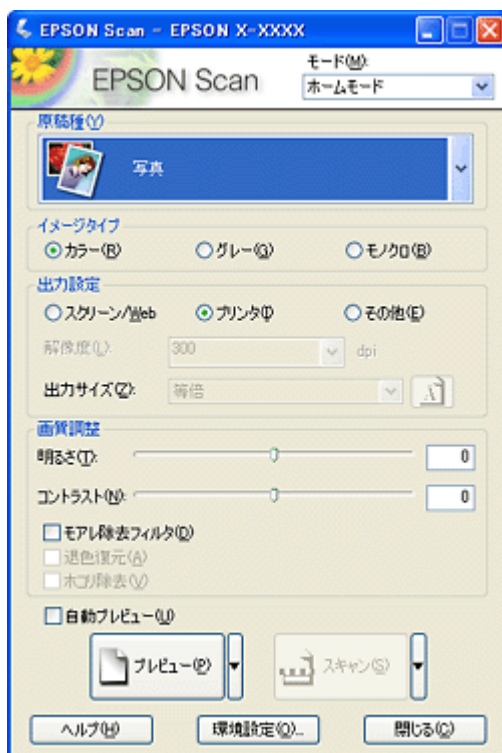 EPSON Scan - EPSON X-XXXX
EPSON Scan
モード(M):
ホームモード
原稿種(Y)
写真
イメージタイプ
カラー(R) グレー(G) モノクロ(B)
出力設定
スクリーン/Web プリンタ(I) その他(E)
解像度(L): 300 dpi
出力サイズ(Z): 等倍
画質調整
明るさ(T): 0
コントラスト(N): 0
モアレ除去フィルタ(D)
退色復元(A)
ホコリ除去(V)
自動プレビュー(U)
プレビュー(P) スキャン(S)
ヘルプ(H) 環境設定(O)... 閉じる(C)